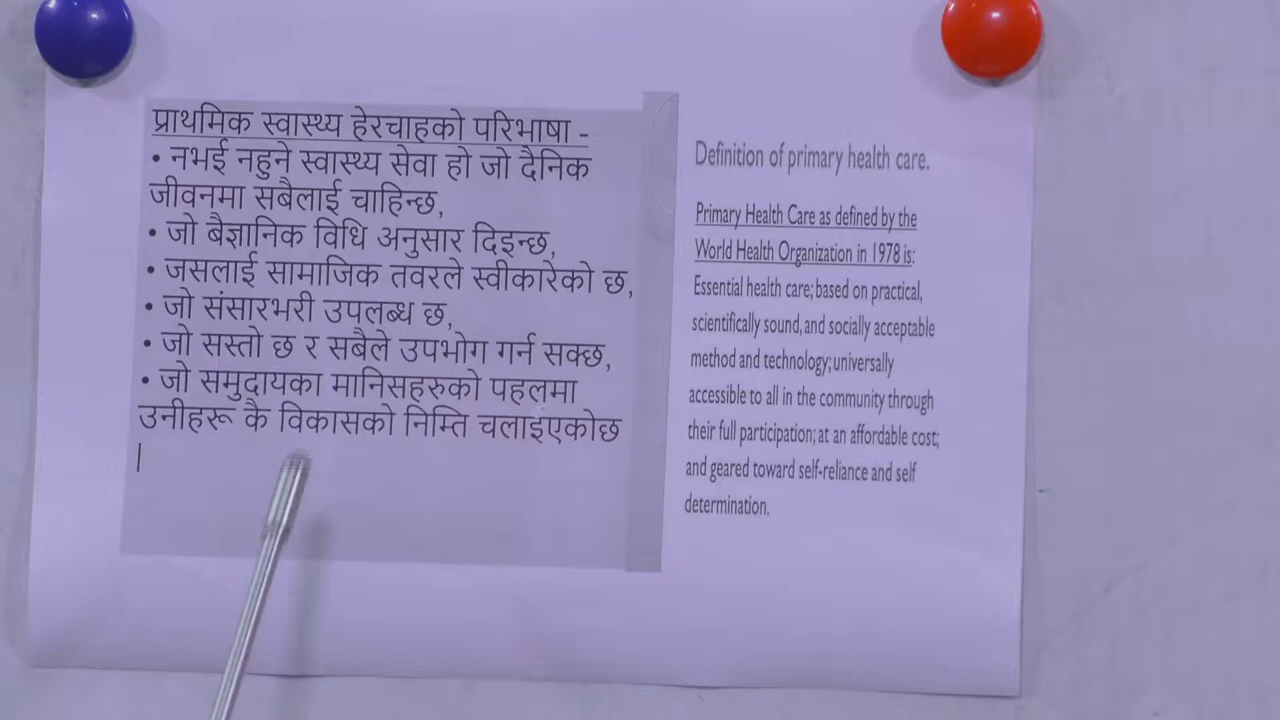 प्राथमिक स्वास्थ्य हेरचाहको परिभाषा -
• नभई नहुने स्वास्थ्य सेवा हो जो दैनिक
जीवनमा सबैलाई चाहिन्छ,
• जो बैज्ञानिक विधि अनुसार दिइन्छ,
• जसलाई सामाजिक तवरले स्वीकारेको छ,
• जो संसारभरी उपलब्ध छ,
• जो सस्तो छ र सबैले उपभोग गर्न सक्छ,
• जो समुदायका मानिसहरुको पहलमा
उनीहरू कै विकासको निम्ति चलाइएकोछ
Definition of primary health care.
Primary Health Care as defined by the
World Health Organization in 1978 is:
Essential health care; based on practical,
scientifically sound, and socially acceptable
method and technology; universally
accessible to all in the community through
their full participation; at an affordable cost;
and geared toward self-reliance and self
determination.